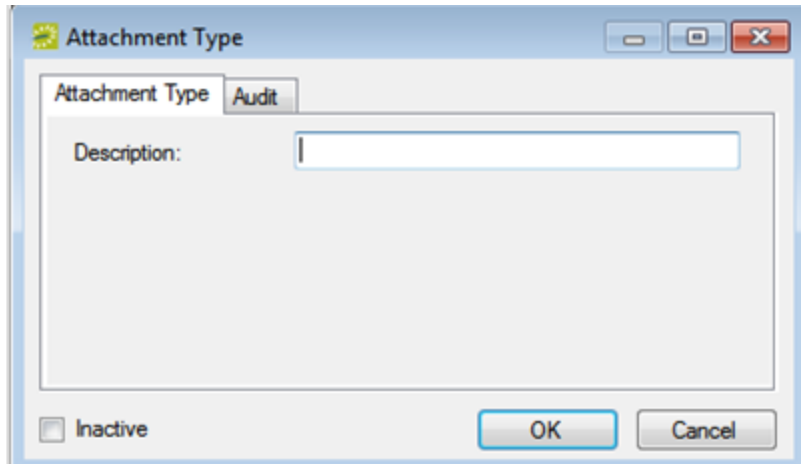 Attachment Type
Attachment Type Audit
Description:
Inactive OK Cancel